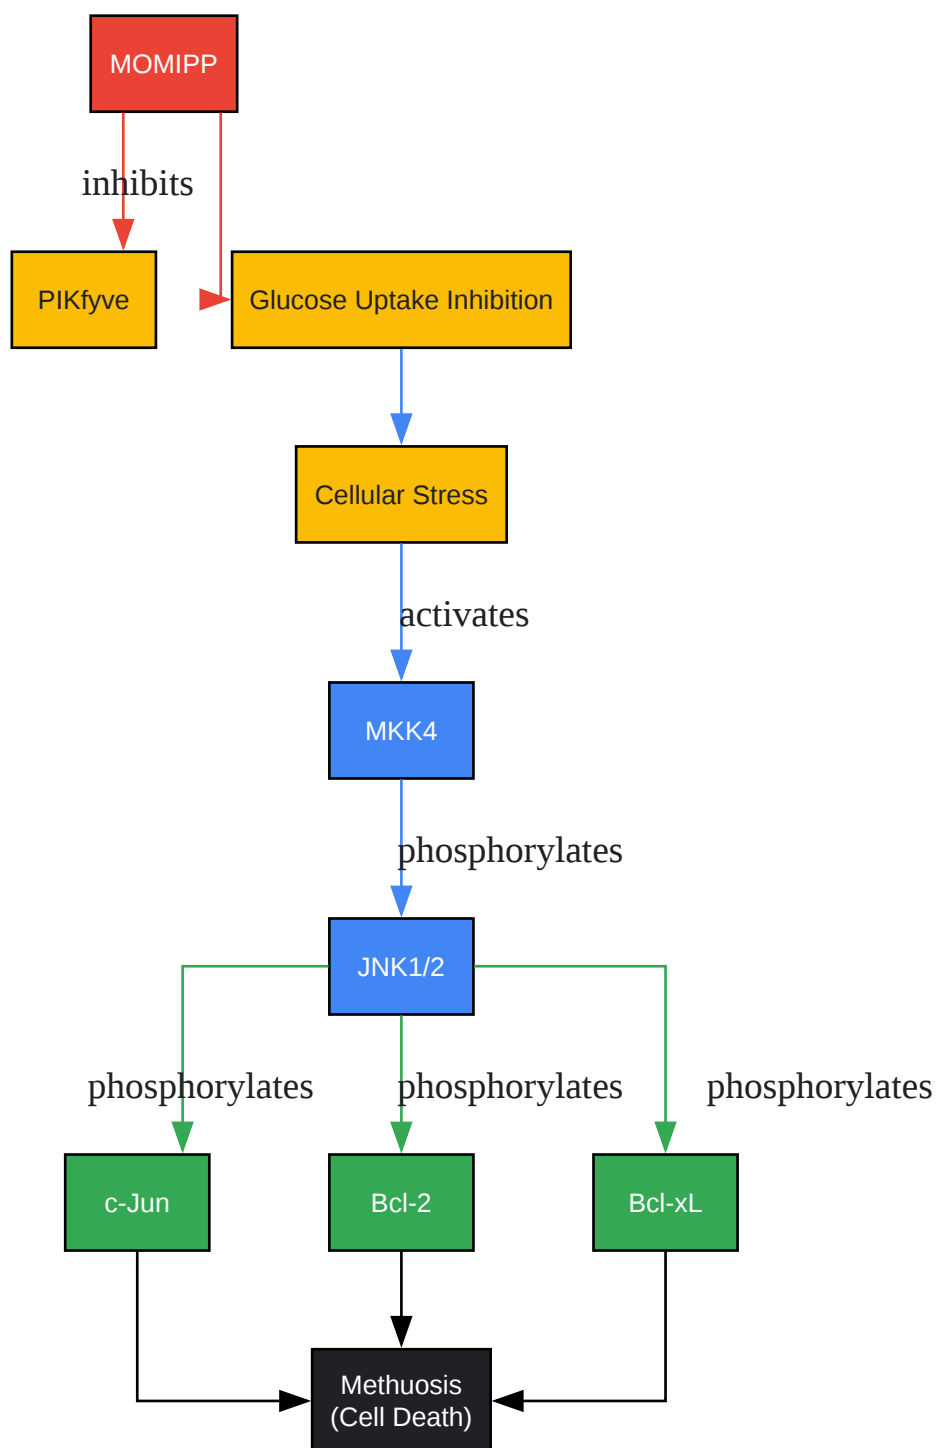 MOMIPP
inhibits
PIKfyve
Glucose Uptake Inhibition
Cellular Stress
activates
MKK4
phosphorylates
JNK1/2
phosphorylates
phosphorylates
phosphorylates
c-Jun
Bcl-2
Bcl-xL
Methuosis
(Cell Death)